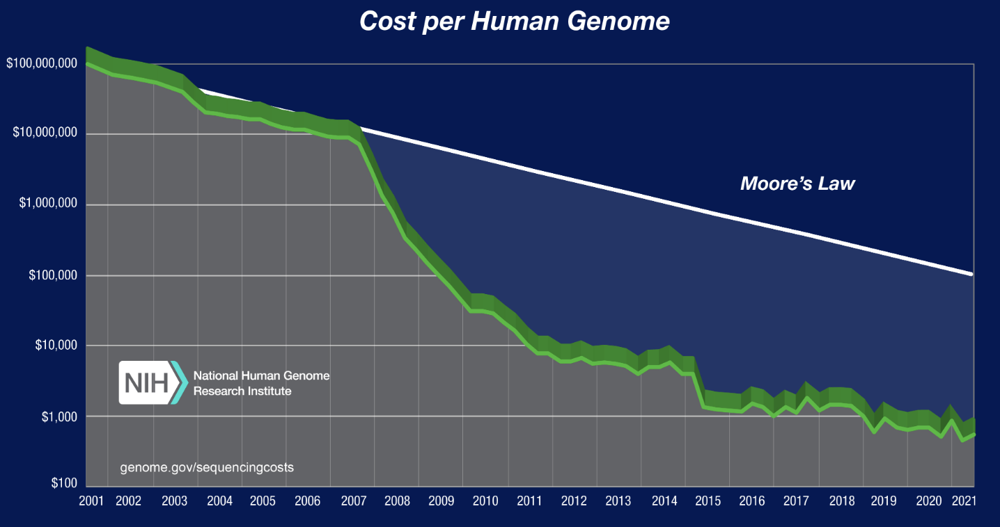 Cost per Human Genome
$100,000,000
$10,000,000
$1,000,000
Moore's Law
$100,000
$10,000
NIH
National Human Genome
Research Institute
$1,000
genome.gov/sequencingcosts
$100
2001 2002 2003 2004 2005 2006 2007 2008 2009 2010 2011 2012 2013 2014 2015 2016 2017 2018 2019 2020 2021